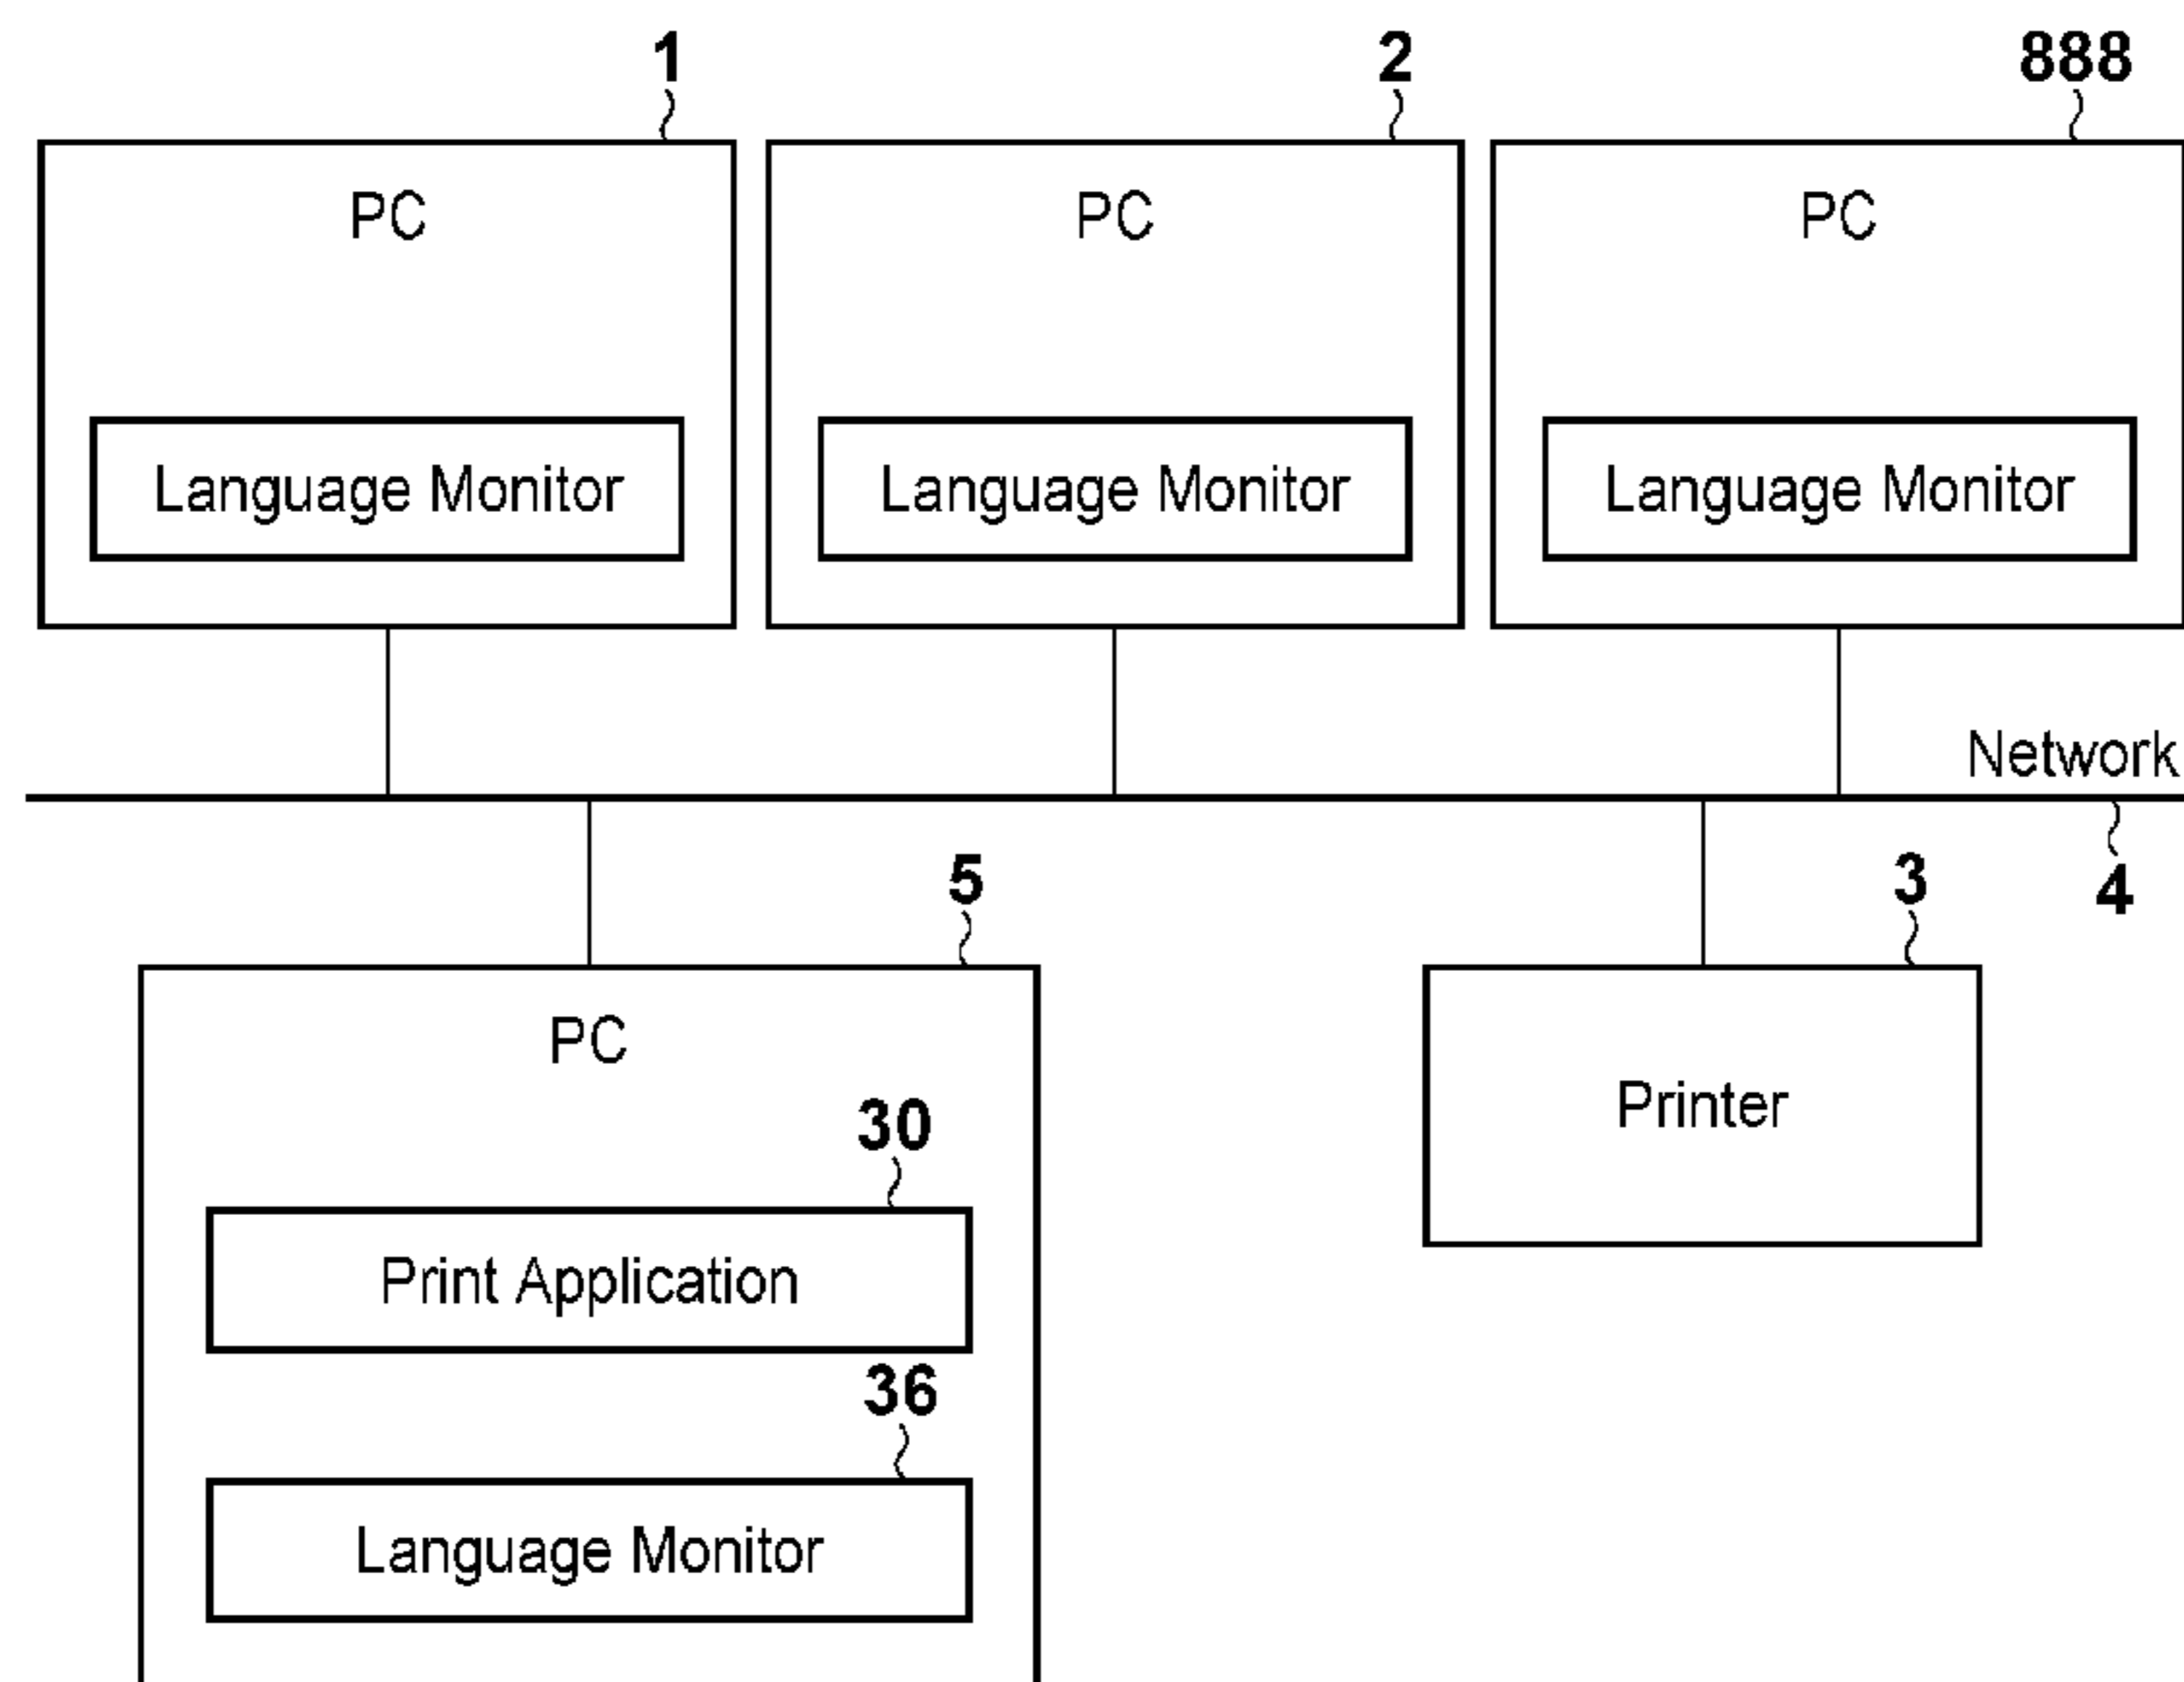 1 2 888
PC PC PC
Language Monitor Language Monitor Language Monitor
Network
5 3 4
PC
Printer
30
Print Application
36
Language Monitor